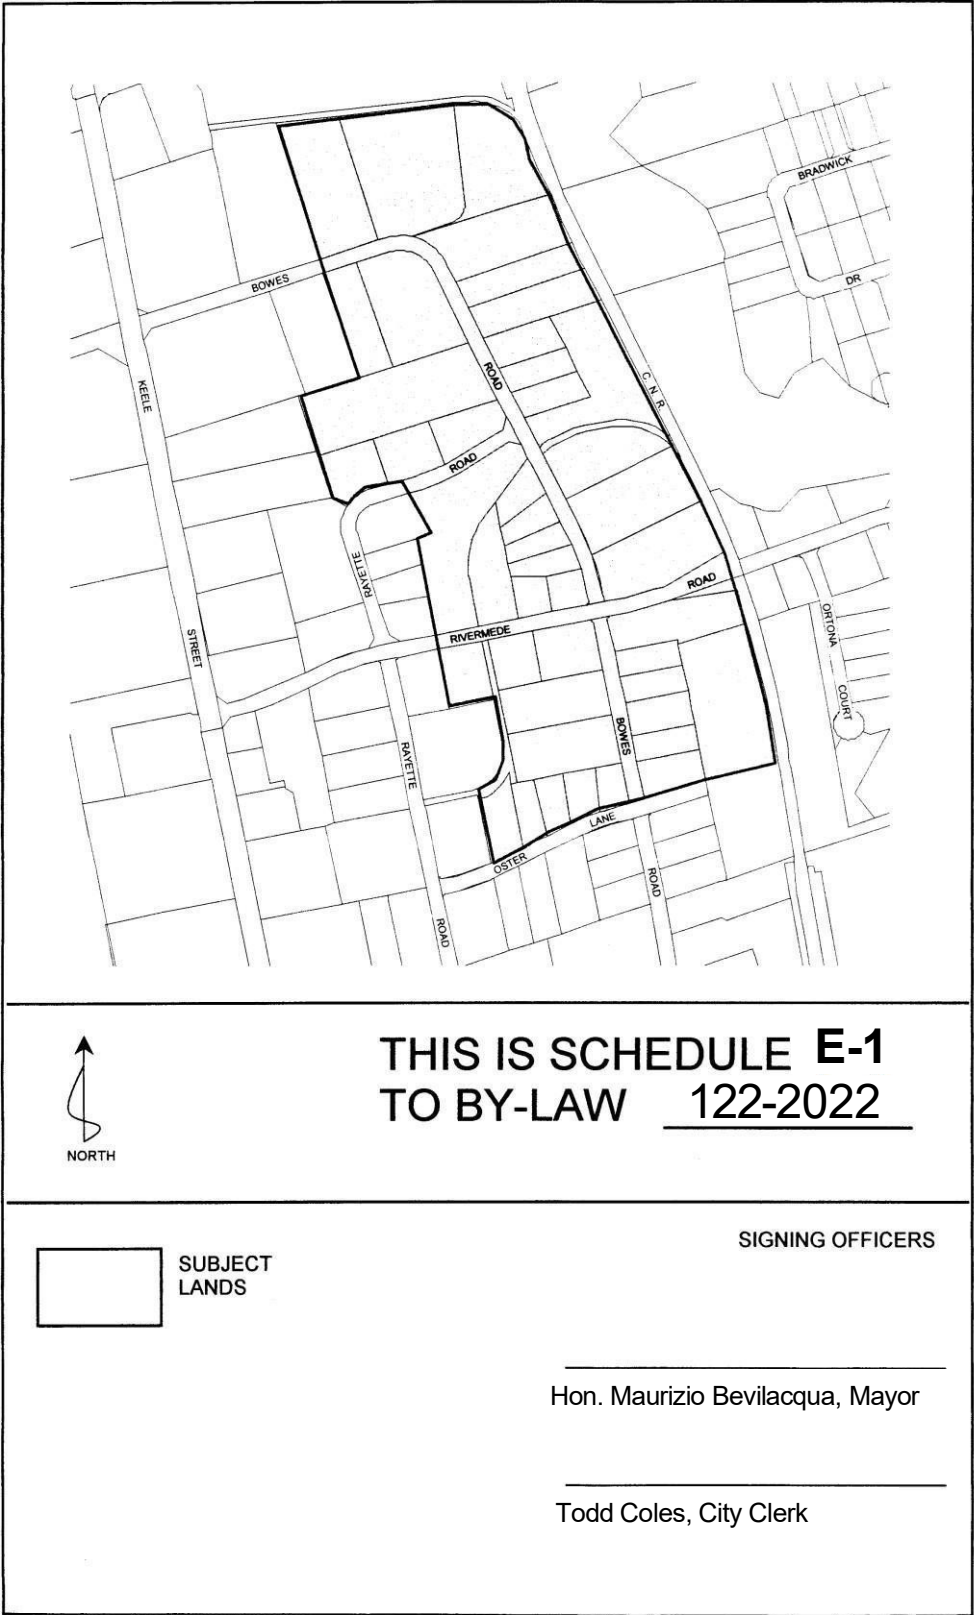 BRADWICK
DR
BOWES
KEELE
ROAD
C N R
ROAD
RAYETTE
ROAD
ORTONA
RIVERMEDE
STREET
COURT
BOWES
RAYETTE
LANE
OSTER
ROAD
ROAD
THIS IS SCHEDULE E-1
TO BY-LAW 122-2022
NORTH
SUBJECT
LANDS
SIGNING OFFICERS
Hon. Maurizio Bevilacqua, Mayor
Todd Coles, City Clerk